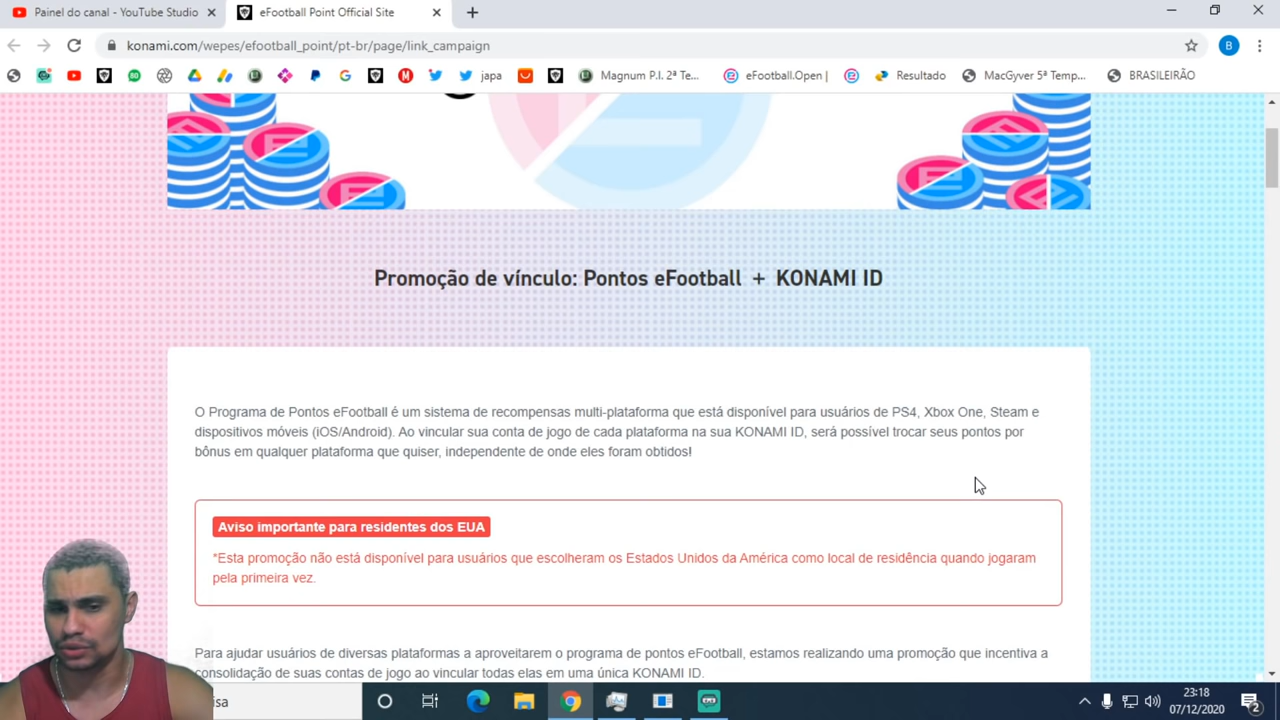 Painel do canal - YouTube Studio
eFootball Point Official Site
konami.com/wepes/efootball_point/pt-br/page/link_campaign
B
japa
Magnum P.I. 2ª Te...
eFootball.Open |
Resultado
MacGyver 5ª Temp...
BRASILEIRÃO
Promoção de vínculo: Pontos eFootball + KONAMI ID
O Programa de Pontos eFootball é um sistema de recompensas multi-plataforma que está disponível para usuários de PS4, Xbox One, Steam e
dispositivos móveis (iOS/Android). Ao vincular sua conta de jogo de cada plataforma na sua KONAMI ID, será possível trocar seus pontos por
bônus em qualquer plataforma que quiser, independente de onde eles foram obtidos!
Aviso importante para residentes dos EUA
*Esta promoção não está disponível para usuários que escolheram os Estados Unidos da América como local de residência quando jogaram
pela primeira vez.
Para ajudar usuários de diversas plataformas a aproveitarem o programa de pontos eFootball, estamos realizando uma promoção que incentiva a
consolidação de suas contas de jogo ao vincular todas elas em uma única KONAMI ID.
isa
23:18
07/12/2020
2